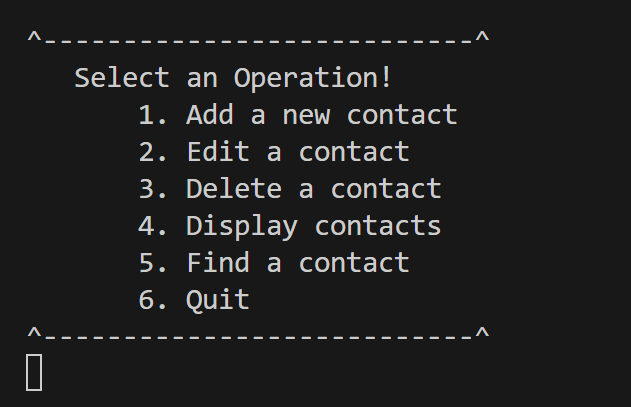 ^---------------------------^
Select an Operation!
1. Add a new contact
2. Edit a contact
3. Delete a contact
4. Display contacts
5. Find a contact
6. Quit
^---------------------------^